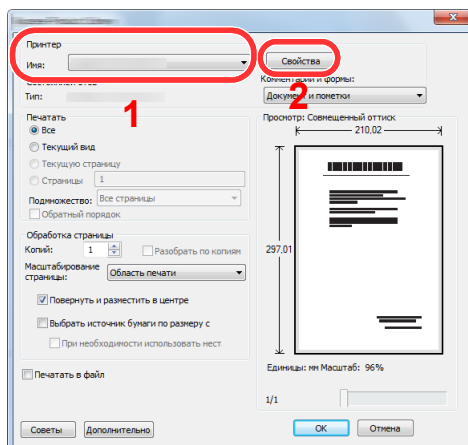 Принтер
Имя:
Свойства
Комментарии и формы:
Тип:
Документ и пометки
1
2
Печатать
Все
Текущий вид
Текущую страницу
Страницы
1
Подмножество:
Все страницы
Обратный порядок
Просмотр: Совмещенный оттиск
210,02
297,01
Обработка страницы
Копий:
1
Разобрать по копиям
Масштабирование страницы:
Область печати
Повернуть и разместить в центре
Выбрать источник бумаги по размеру с
При необходимости использовать нест
Печатать в файл
Единицы: мм Масштаб: 96%
1/1
Советы
Дополнительно
OK
Отмена